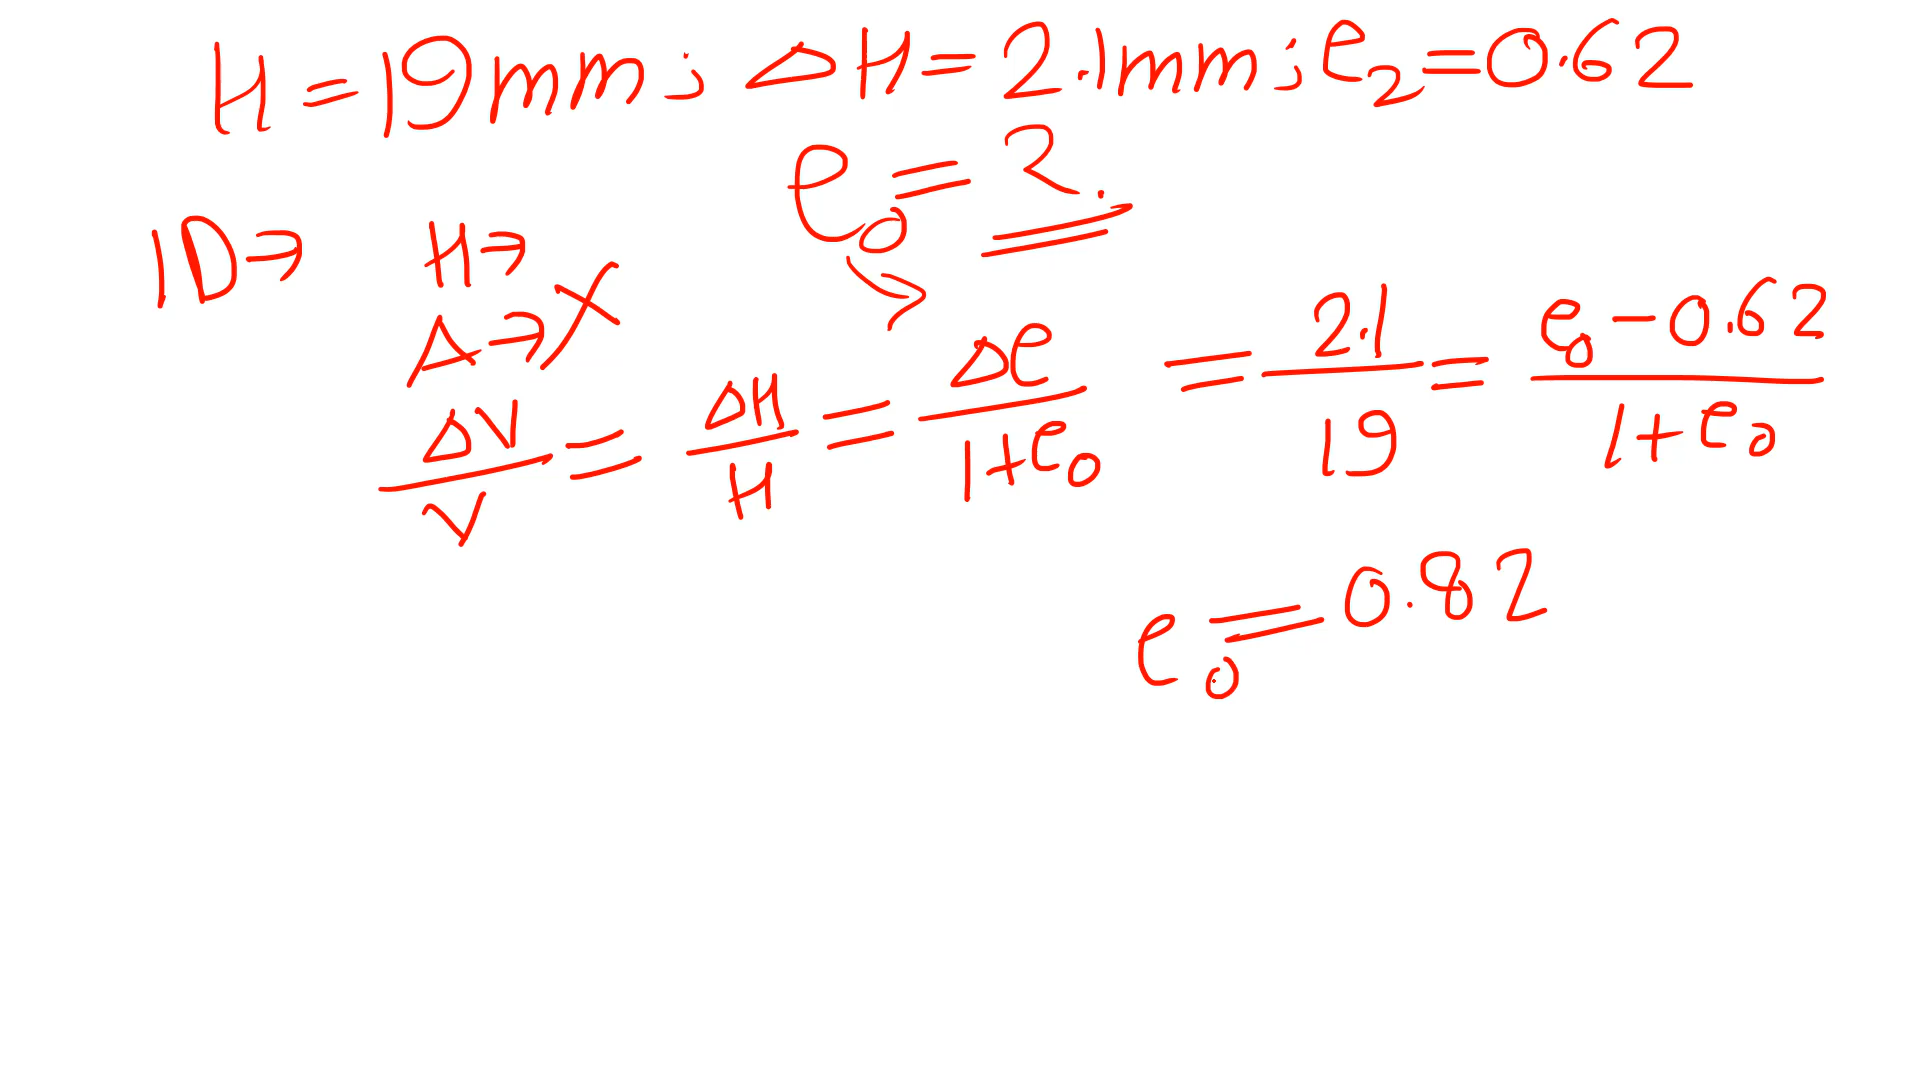 H = 19mm; ΔH = 2.1mm; e₂ = 0.62
e₀ = ?
1D → H →
A → X
ΔV/V = ΔH/H = Δe/(1+e₀) = 2.1/19 = (e₀ - 0.62)/(1+e₀)
e₀ = 0.82